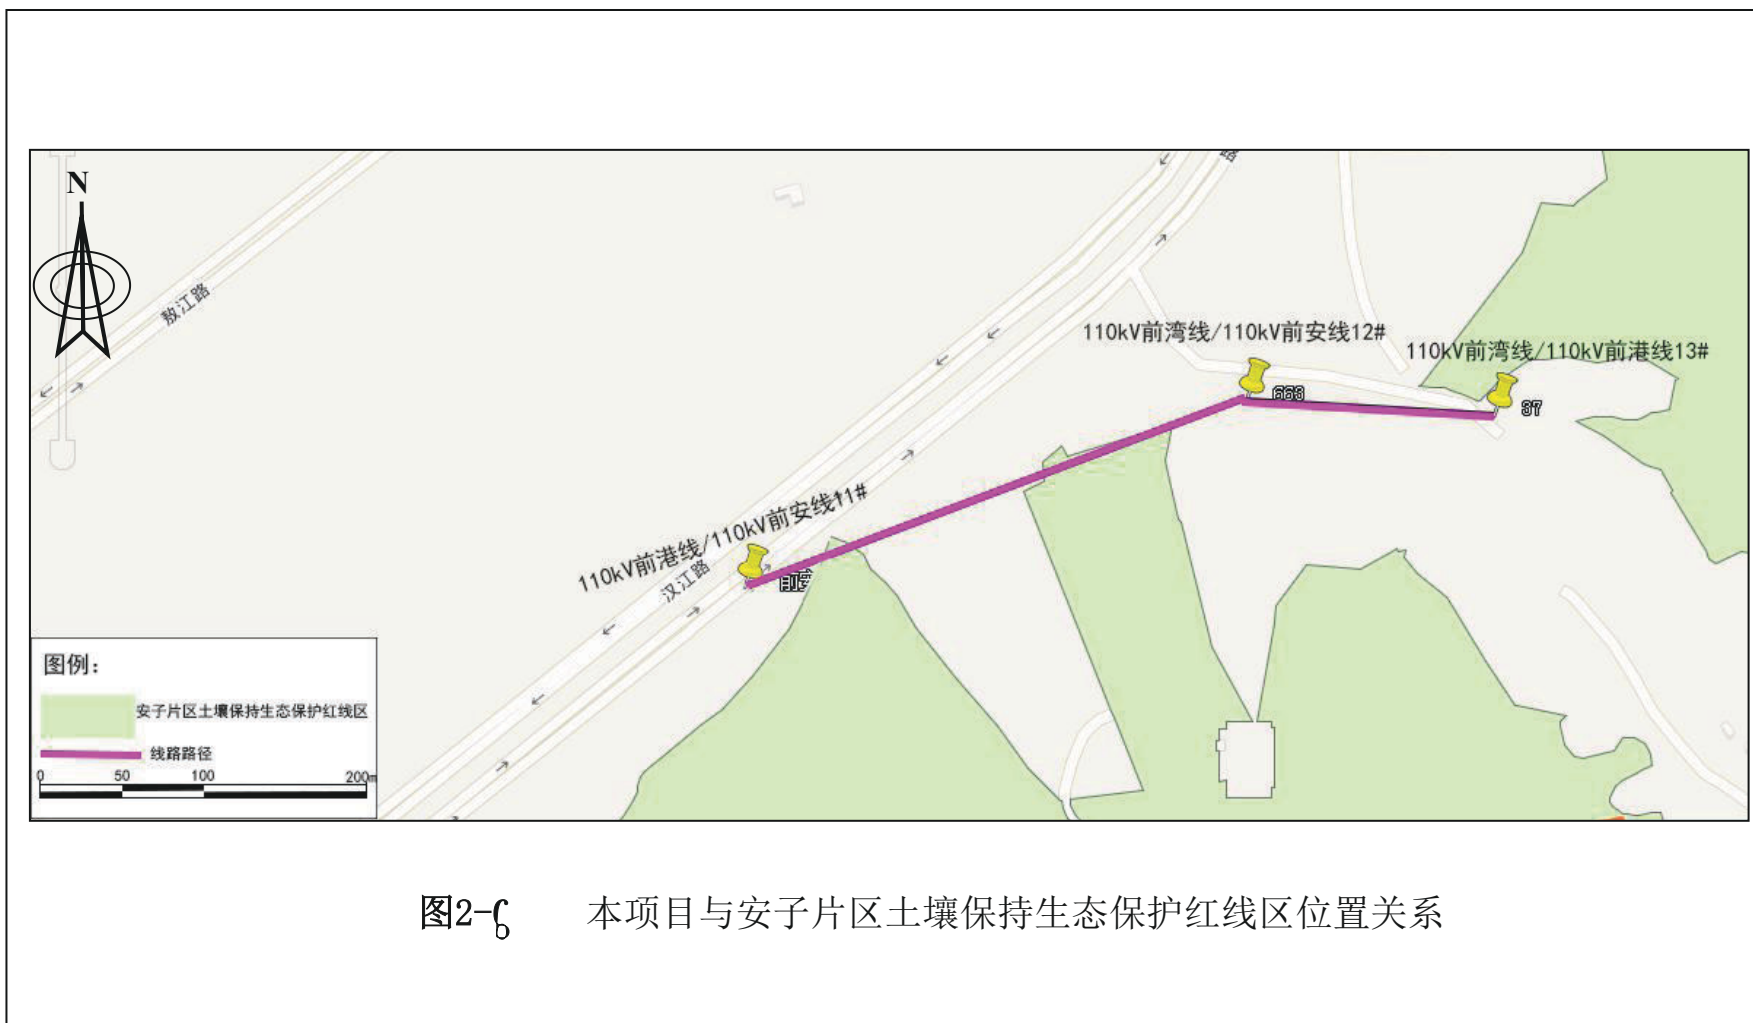 N
路
敖江路
110kV前湾线/110kV前安线12#
110kV前湾线/110kV前港线13#
663
37
110kV前港线/110kV前安线11#
汉江路
前
图例：
安子片区土壤保持生态保护红线区
线路路径
0 50 100 200m
图2-6 本项目与安子片区土壤保持生态保护红线区位置关系